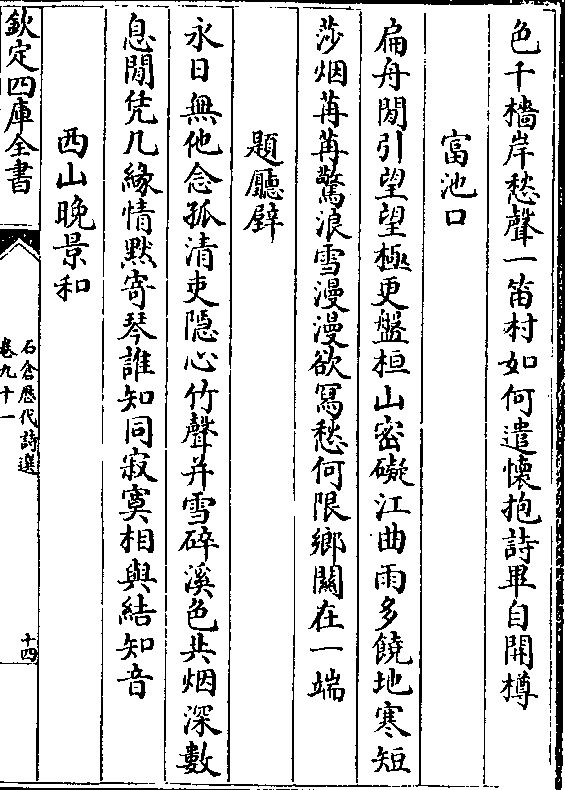 色千檣岸愁聲一笛村如何遣懷抱詩畢自開樽
富池口
扁舟閒引望望極更盤桓山密礙江曲雨多饒地寒短
莎烟苒苒驚浪雪漫漫欲冩愁何限鄉關在一端
題廳壁
永日無他念孤清吏隠心竹聲并雪碎溪色共烟深數
息閒凭几緣情默寄琴誰知同寂寞相與結知音
西山晚景和
欽定四庫全書
石倉歷代詩選
卷九十一
十四